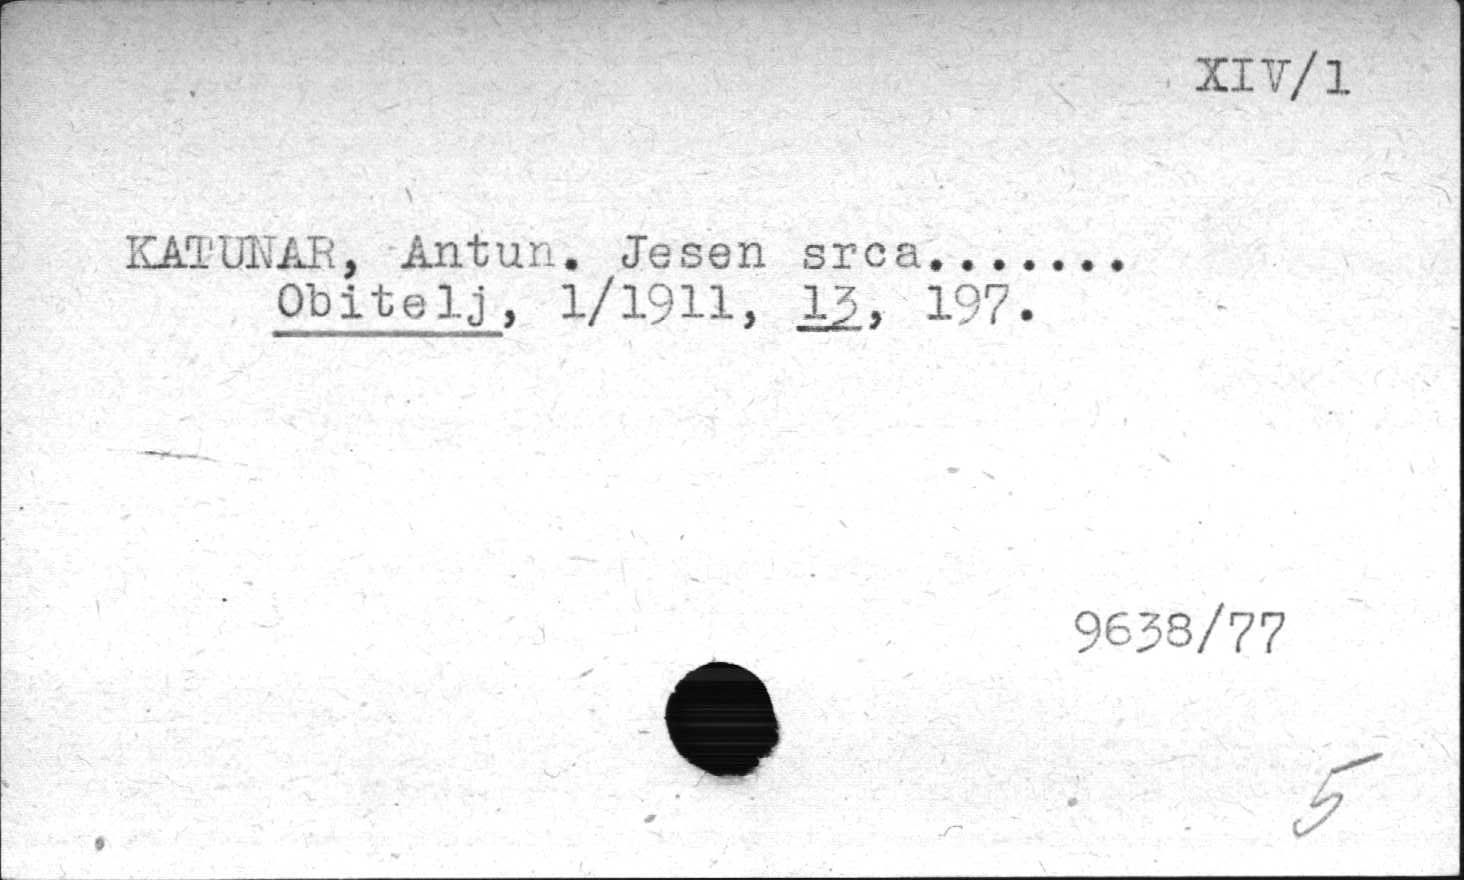 XIV/1
KATUNAR, Antun. Jesen srca.......
Obitelj, 1/1911, 13, 197.
9638/77
5